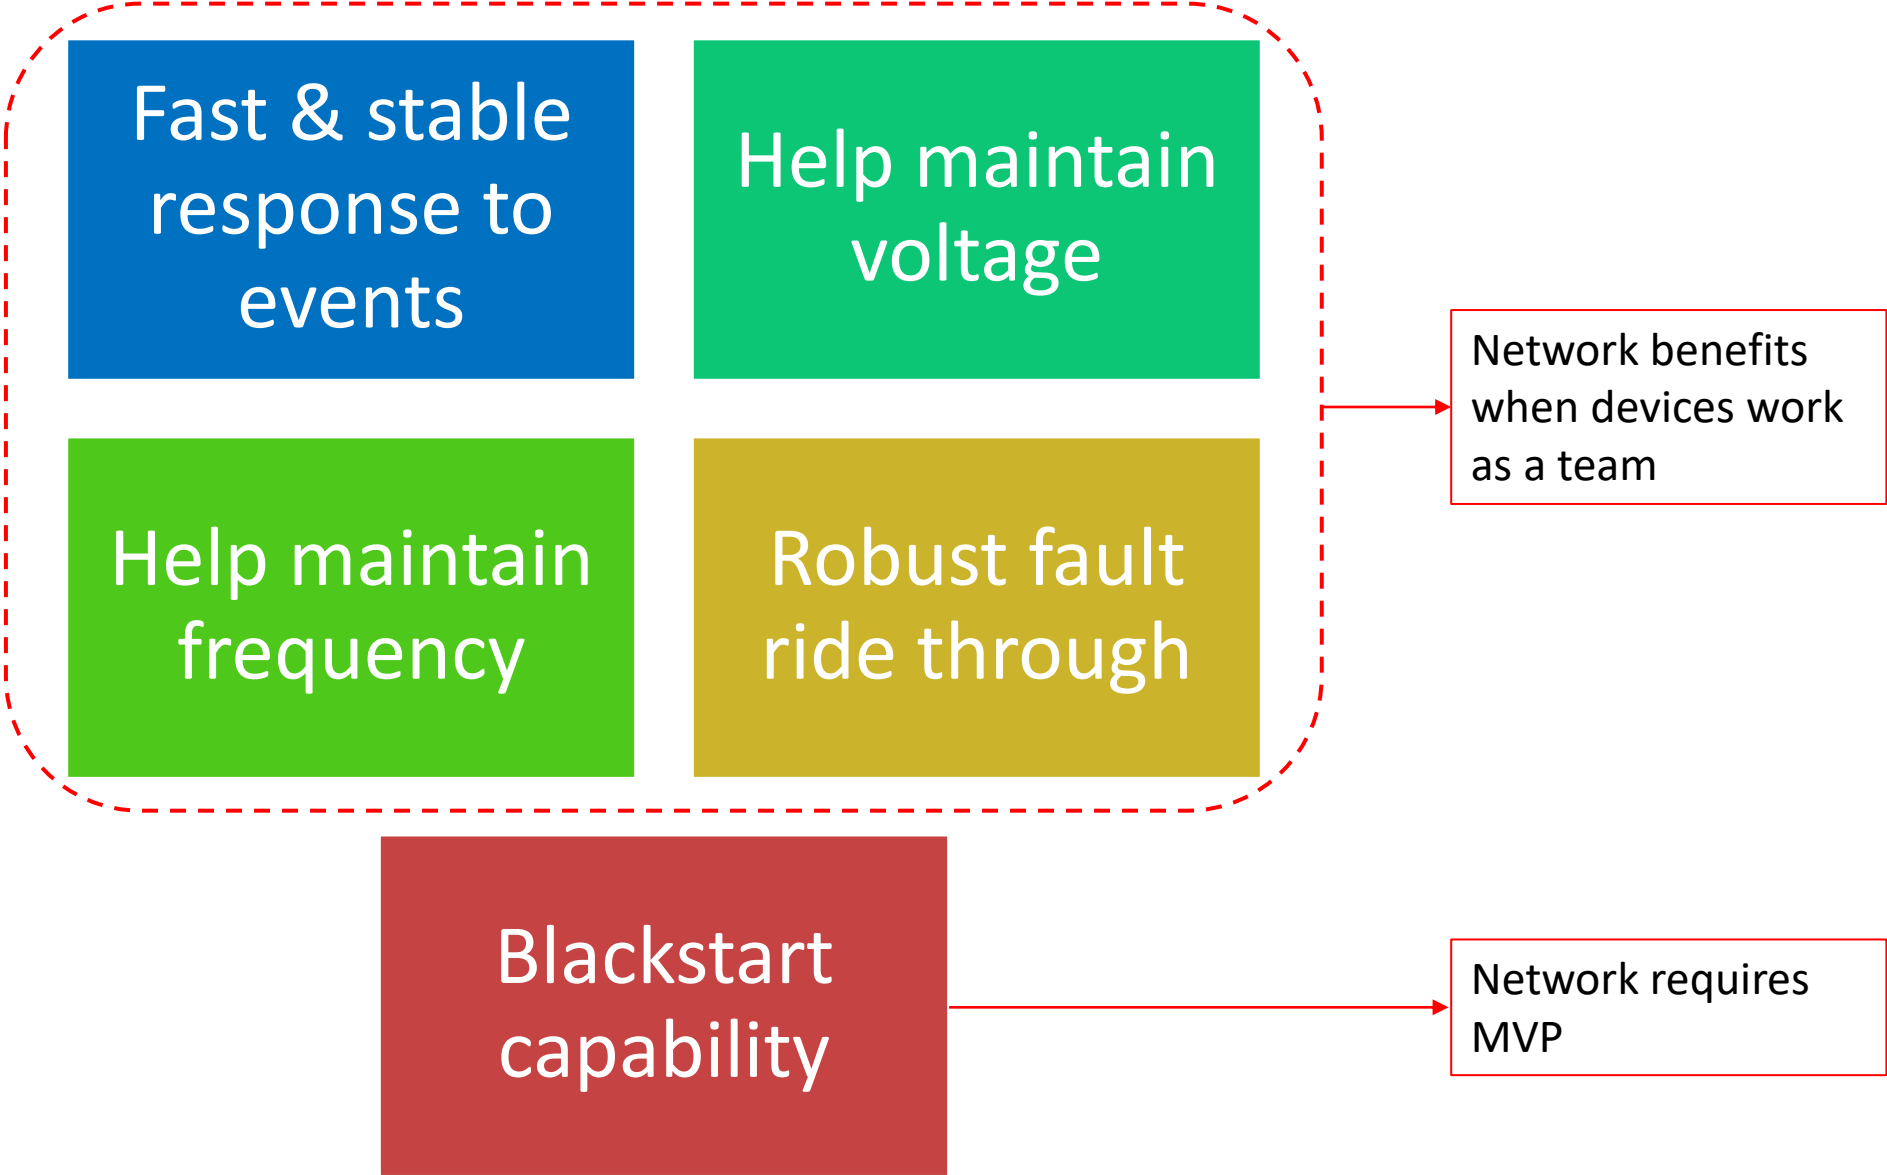 Fast & stable
response to
events
Help maintain
voltage
Help maintain
frequency
Robust fault
ride through
Network benefits
when devices work
as a team
Blackstart
capability
Network requires
MVP